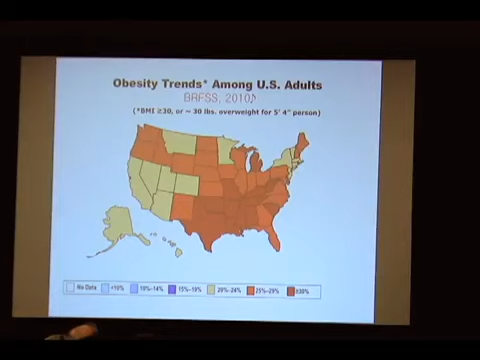 Obesity Trends* Among U.S. Adults
BRFSS, 2010
(*BMI ≥30, or ~ 30 lbs. overweight for 5' 4" person)
No Data <10% 10%–14% 15%–19% 20%–24% 25%–29% ≥30%